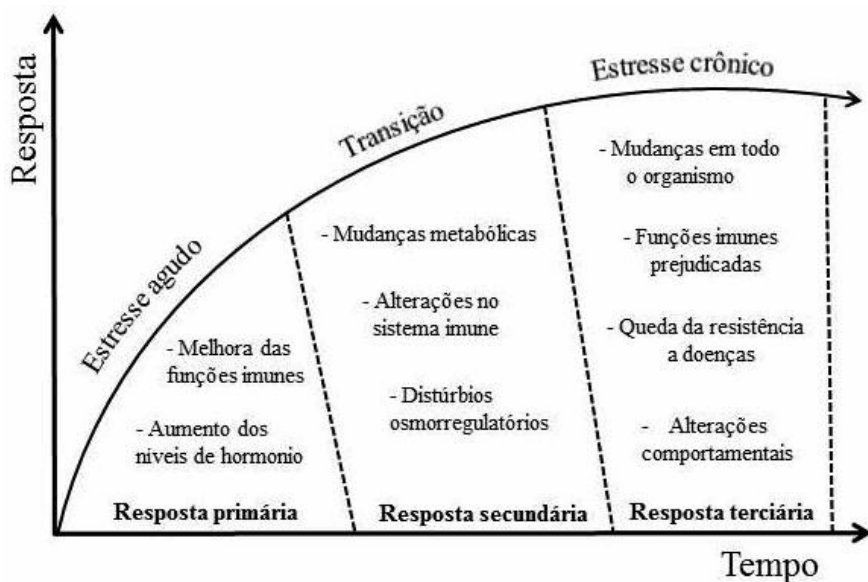 Resposta
Estresse agudo
Transição
Estresse crônico
- Melhora das
funções imunes
- Aumento dos
níveis de hormonio
Resposta primária
- Mudanças metabólicas
- Alterações no
sistema imune
- Distúrbios
osmorregulatórios
Resposta secundária
- Mudanças em todo
o organismo
- Funções imunes
prejudicadas
- Queda da resistência
a doenças
- Alterações
comportamentais
Resposta terciária
Tempo